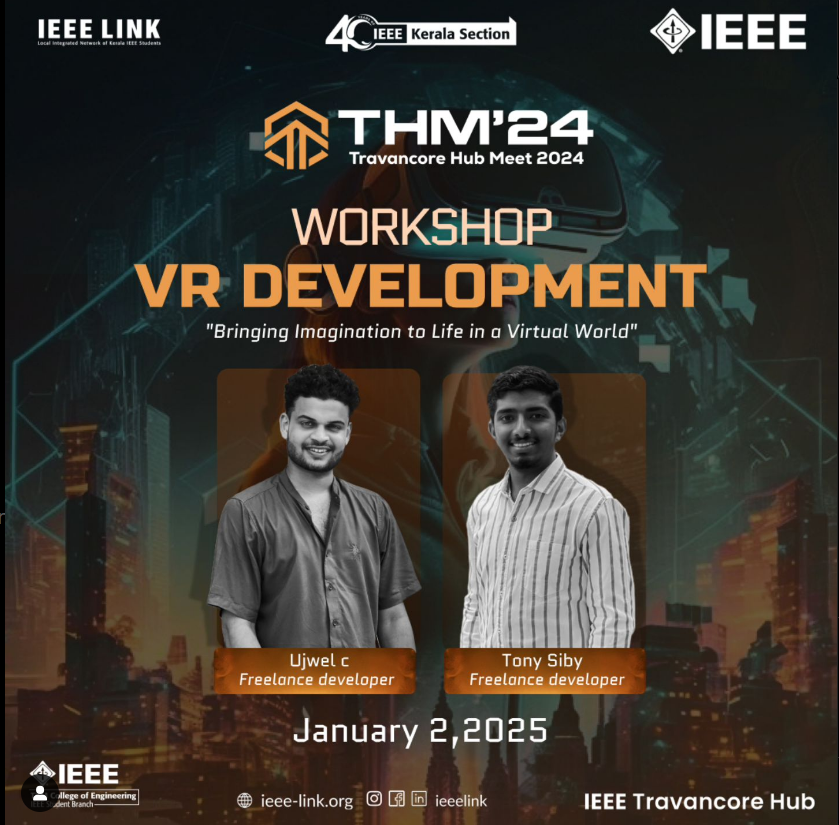 IEEE LINK
Local Integrated Network of Kerala IEEE Students
40 IEEE Kerala Section
IEEE
THM'24
Travancore Hub Meet 2024
WORKSHOP
VR DEVELOPMENT
"Bringing Imagination to Life in a Virtual World"
Ujwel c
Freelance developer
Tony Siby
Freelance developer
January 2,2025
IEEE
College of Engineering
Student Branch
ieee-link.org
ieeelink
IEEE Travancore Hub